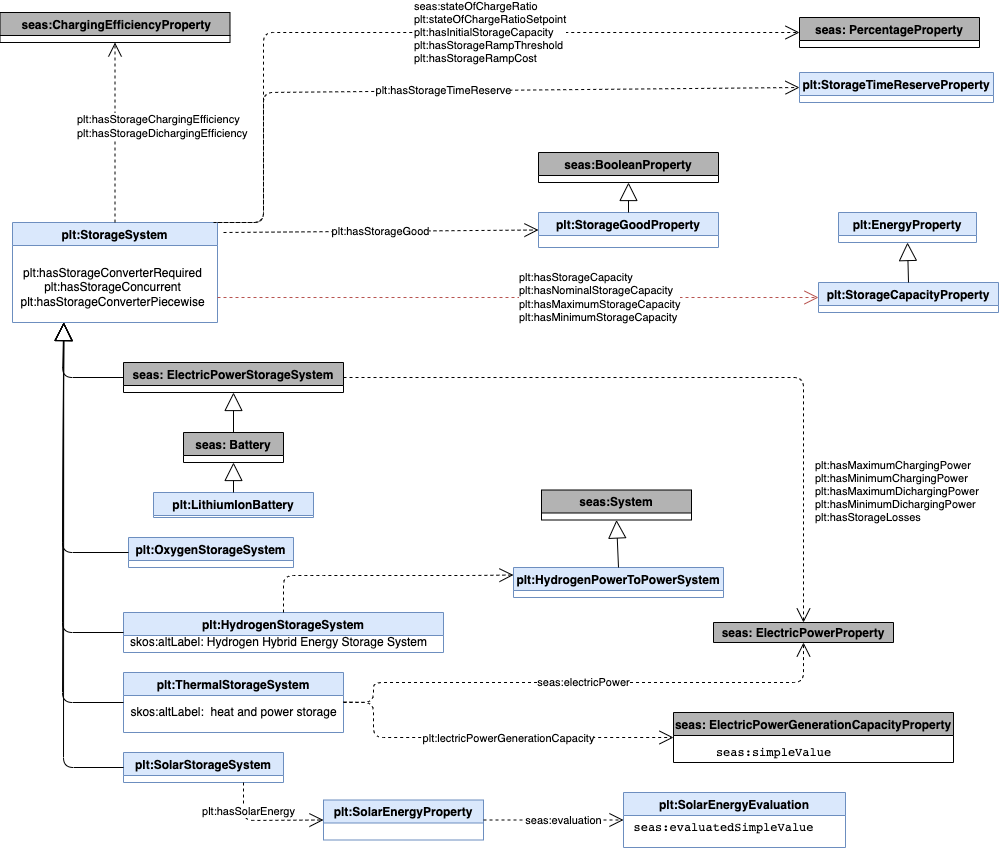 seas:ChargingEfficiencyProperty
seas:stateOfChargeRatio
plt:stateOfChargeRatioSetpoint
plt:hasInitialStorageCapacity
plt:hasStorageRampThreshold
plt:hasStorageRampCost
seas: PercentageProperty
plt:hasStorageTimeReserve
plt:StorageTimeReserveProperty
plt:hasStorageChargingEfficiency
plt:hasStorageDichargingEfficiency
seas:BooleanProperty
plt:StorageSystem
plt:hasStorageGood
plt:StorageGoodProperty
plt:EnergyProperty
plt:hasStorageConverterRequired
plt:hasStorageConcurrent
plt:hasStorageConverterPiecewise
plt:hasStorageCapacity
plt:hasNominalStorageCapacity
plt:hasMaximumStorageCapacity
plt:hasMinimumStorageCapacity
plt:StorageCapacityProperty
seas: ElectricPowerStorageSystem
seas: Battery
plt:LithiumIonBattery
plt:hasMaximumChargingPower
plt:hasMinimumChargingPower
plt:hasMaximumDichargingPower
plt:hasMinimumDichargingPower
plt:hasStorageLosses
seas:System
plt:OxygenStorageSystem
plt:HydrogenPowerToPowerSystem
plt:HydrogenStorageSystem
skos:altLabel: Hydrogen Hybrid Energy Storage System
seas: ElectricPowerProperty
plt:ThermalStorageSystem
skos:altLabel: heat and power storage
seas:electricPower
plt:lectricPowerGenerationCapacity
seas: ElectricPowerGenerationCapacityProperty
seas:simpleValue
plt:SolarStorageSystem
plt:hasSolarEnergy
plt:SolarEnergyProperty
seas:evaluation
plt:SolarEnergyEvaluation
seas:evaluatedSimpleValue